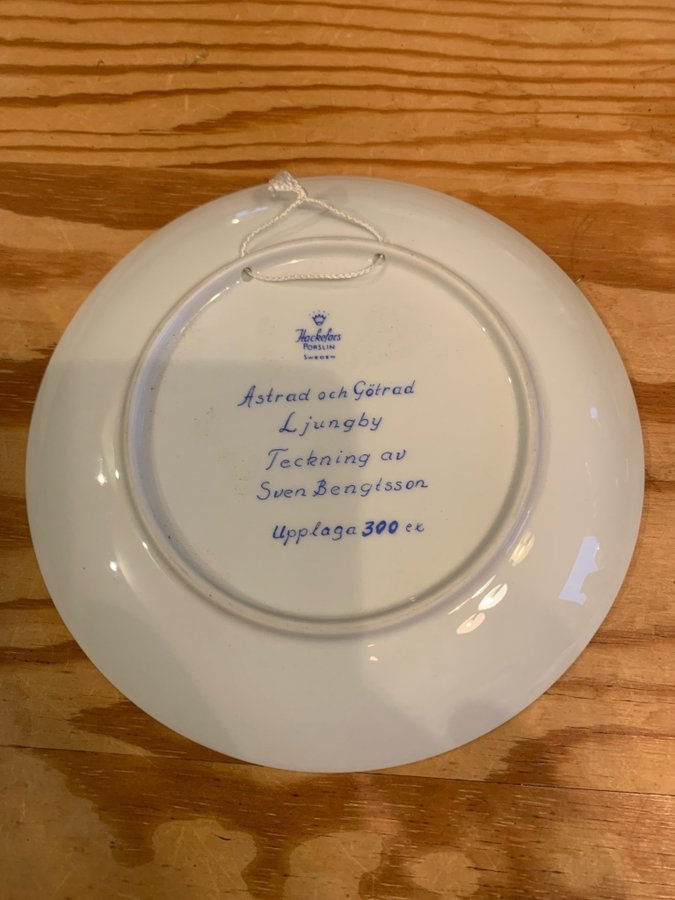 Hackefors
PORSLIN
SWEDEN
Astrad och Götrad
Ljungby
Teckning av
Sven Bengtsson
Upplaga 300 ex